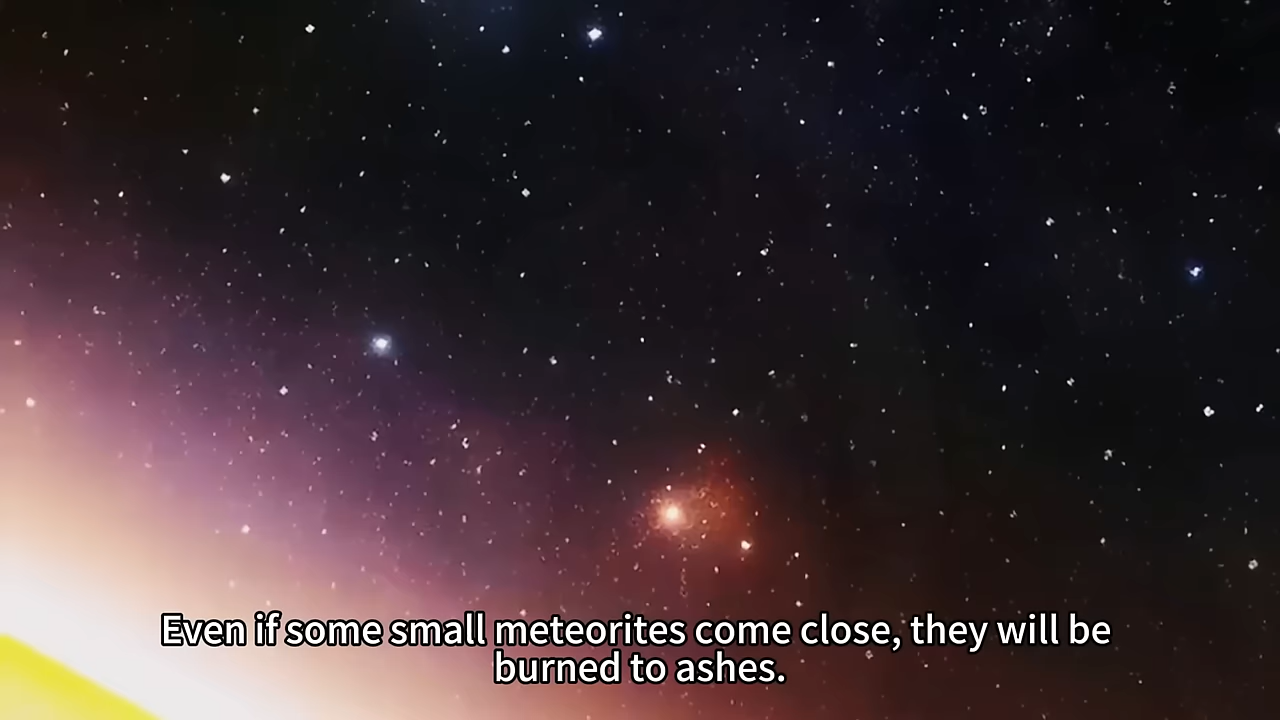 Even if some small meteorites come close, they will be
burned to ashes.